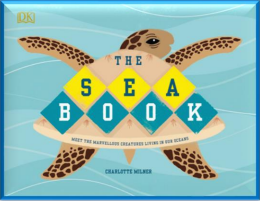 DK
THE
SEA
BOOK
MEET THE MARVELLOUS CREATURES LIVING IN OUR OCEANS
CHARLOTTE MILNER